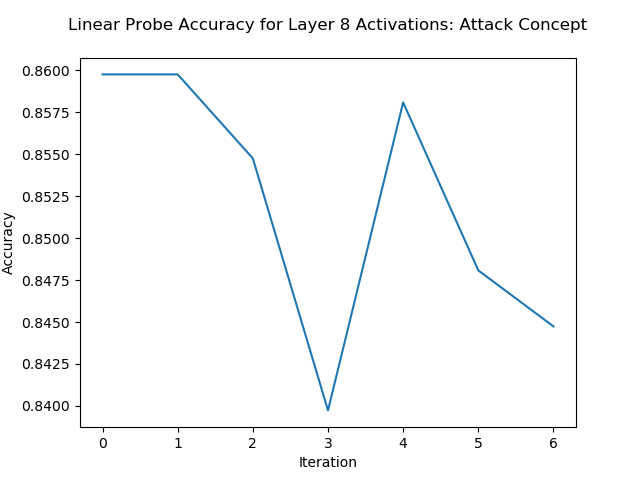 Linear Probe Accuracy for Layer 8 Activations: Attack Concept
0.8600
0.8575
0.8550
0.8525
0.8500
0.8475
0.8450
0.8425
0.8400
Accuracy
0 1 2 3 4 5 6
Iteration